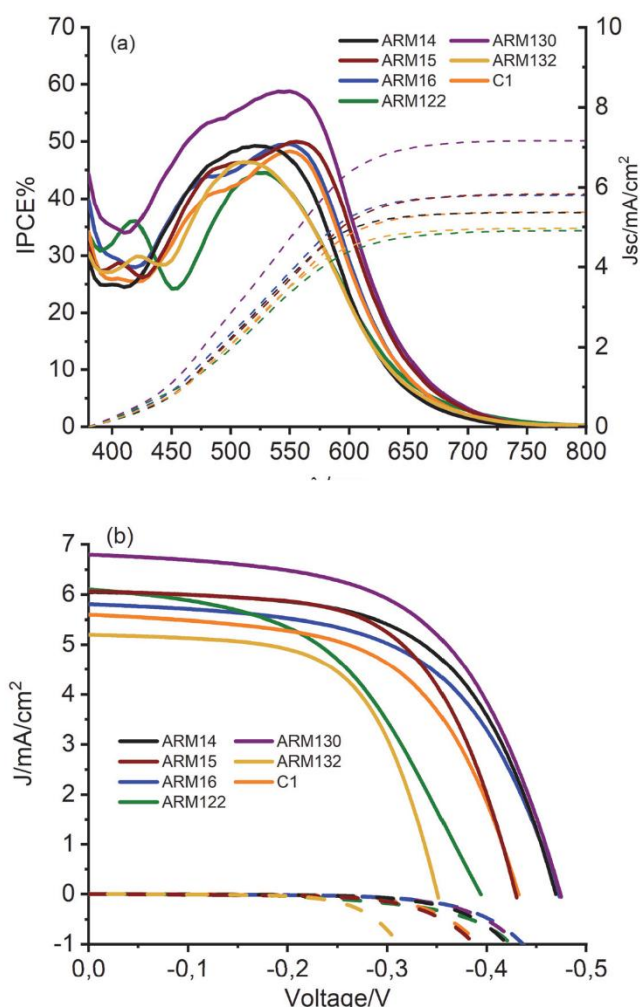 (a)
ARM14
ARM130
ARM15
ARM132
ARM16
C1
ARM122
70
60
50
40
30
20
10
0
IPCE%
10
8
6
4
2
0
Jsc/mA/cm²
400 450 500 550 600 650 700 750 800
(b)
7
6
5
4
3
2
1
0
-1
J/mA/cm²
ARM14
ARM130
ARM15
ARM132
ARM16
C1
ARM122
0,0 -0,1 -0,2 -0,3 -0,4 -0,5
Voltage/V